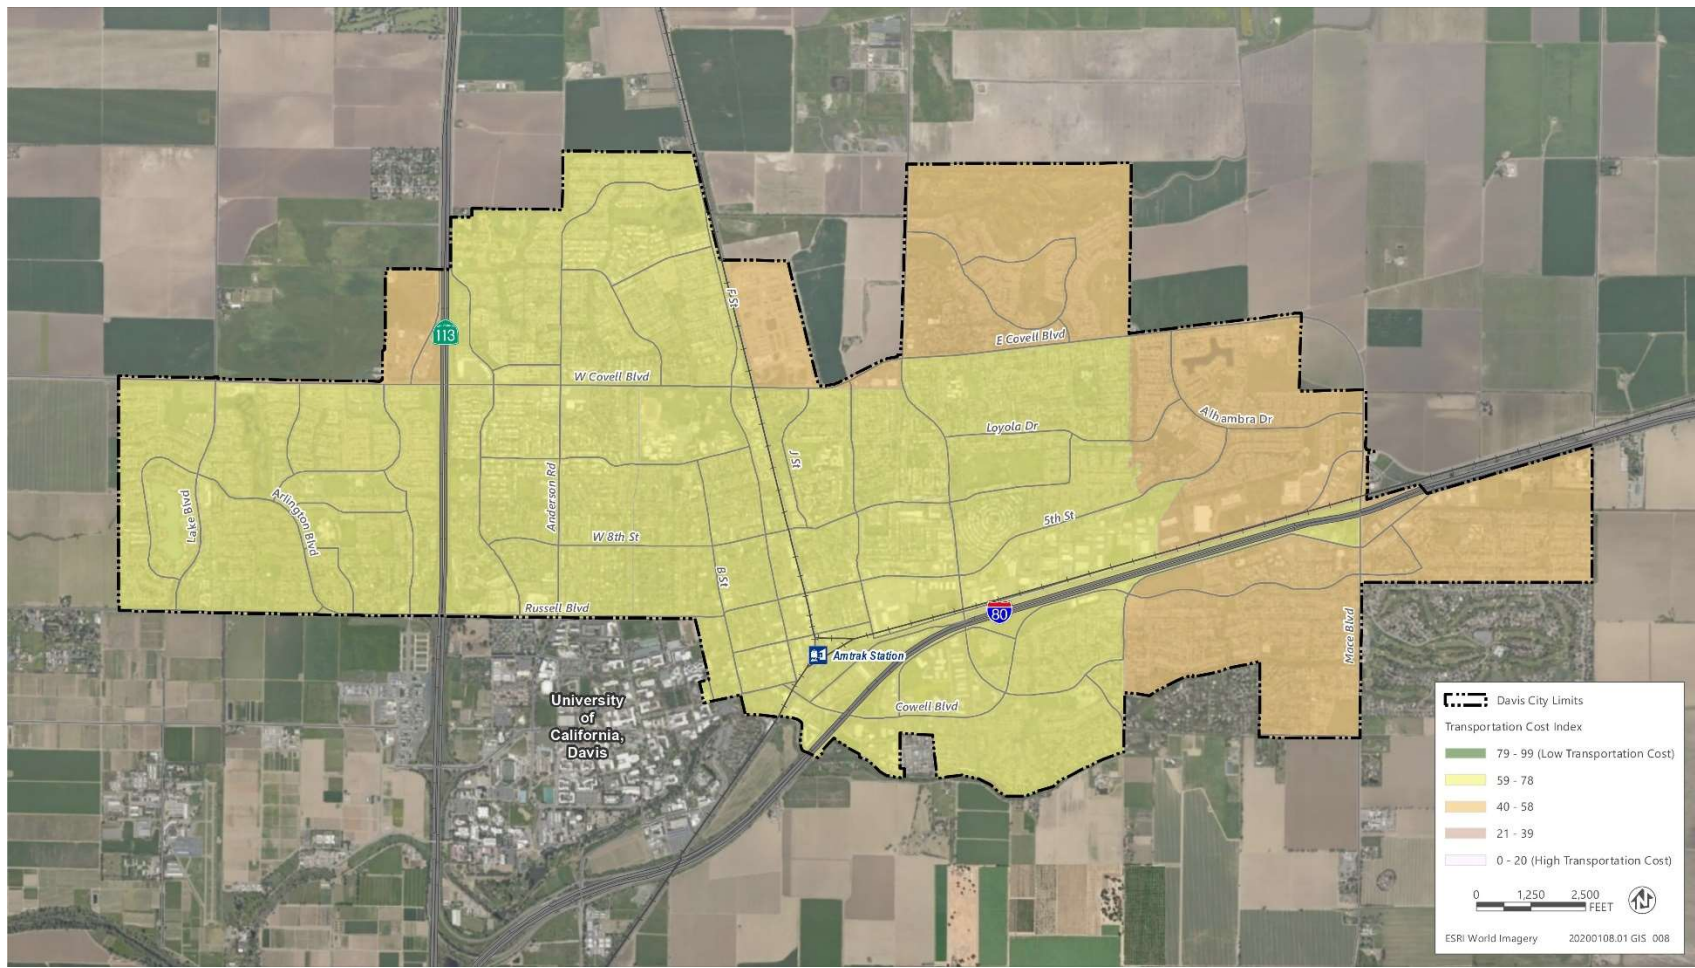 113
F St
E Covell Blvd
W Covell Blvd
Alhambra Dr
Loyola Dr
J St
Anderson Rd
Lake Blvd
Arlington Blvd
5th St
W 8th St
B St
Russell Blvd
80
Mace Blvd
Amtrak Station
University
of
California,
Davis
Cowell Blvd
Davis City Limits
Transportation Cost Index
79 - 99 (Low Transportation Cost)
59 - 78
40 - 58
21 - 39
0 - 20 (High Transportation Cost)
0 1,250 2,500
FEET
N
ESRI World Imagery 20200108.01 GIS 008